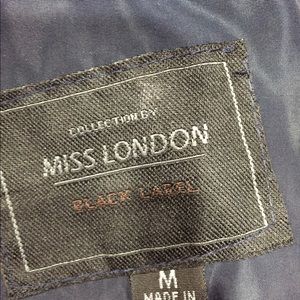 COLLECTION BY
MISS LONDON
BLACK LABEL
M
MADE IN